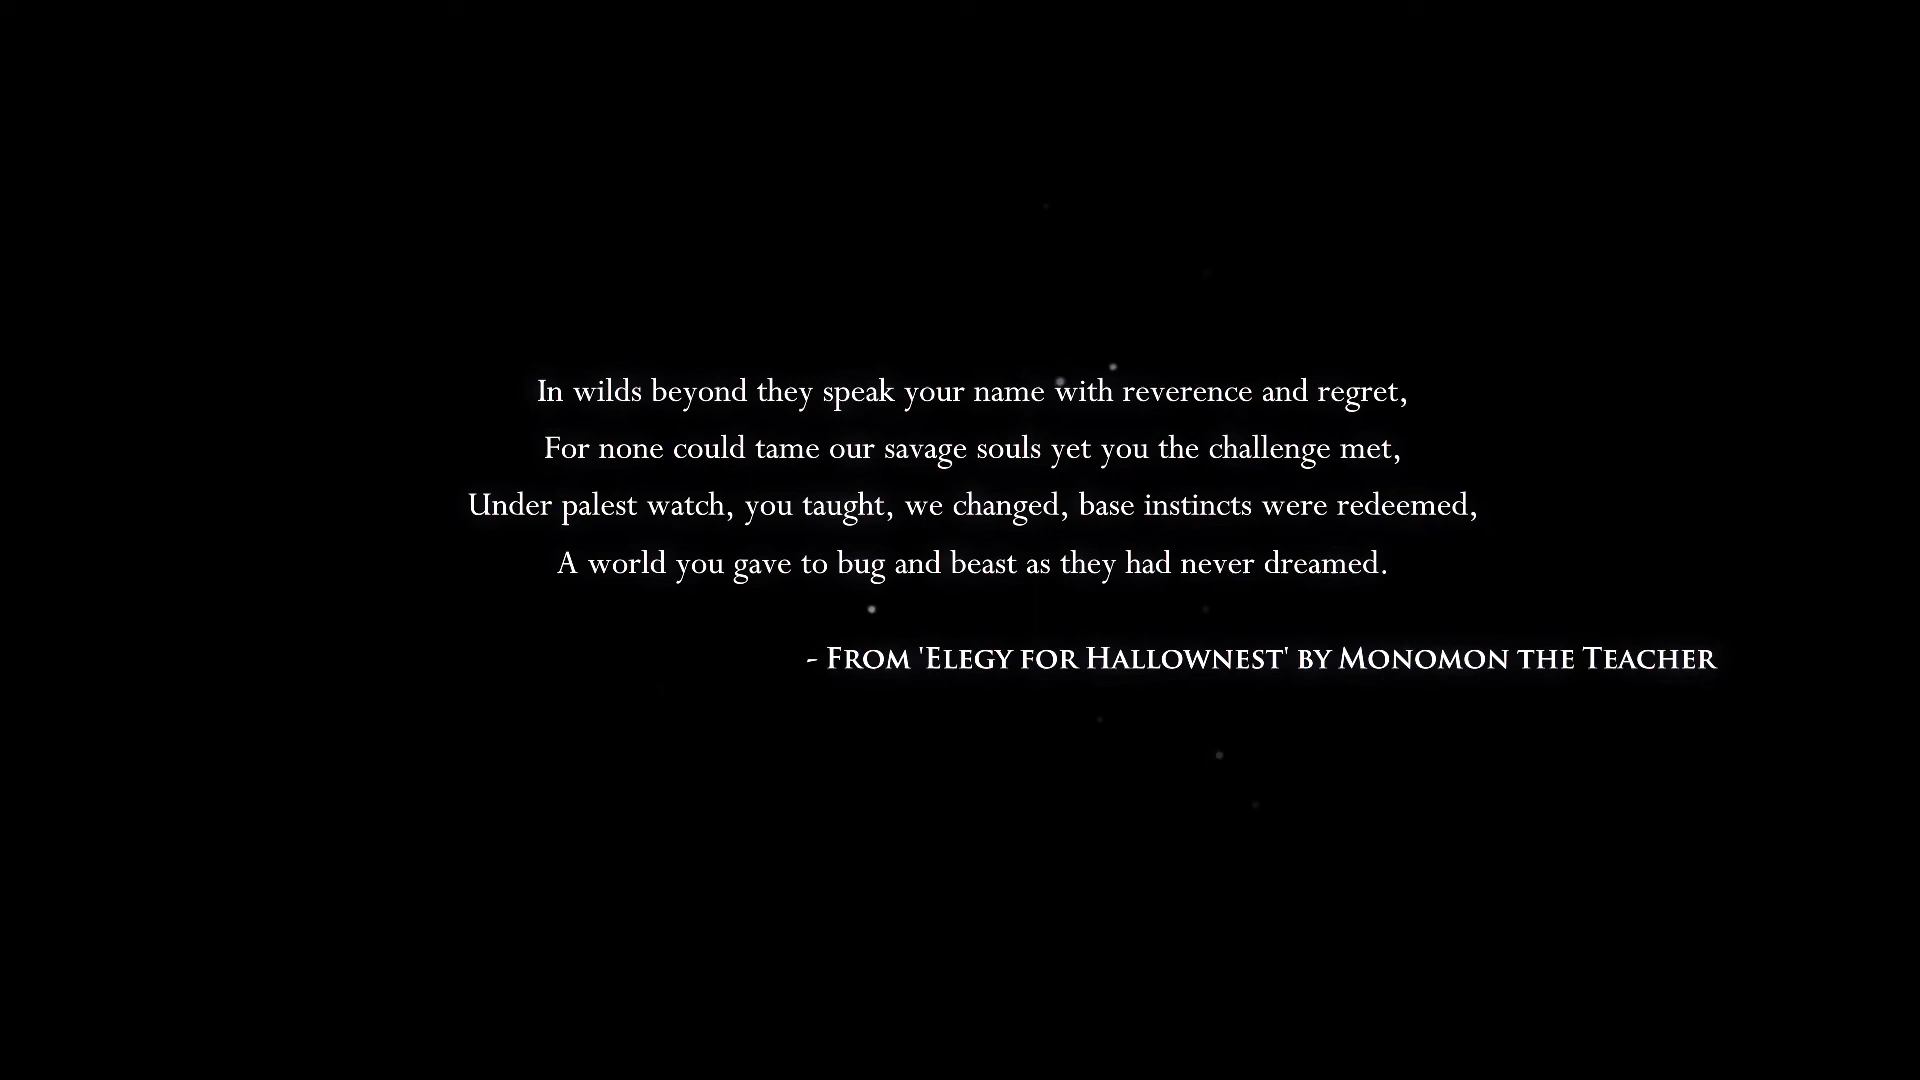 In wilds beyond they speak your name with reverence and regret,
For none could tame our savage souls yet you the challenge met,
Under palest watch, you taught, we changed, base instincts were redeemed,
A world you gave to bug and beast as they had never dreamed.
- From 'Elegy for Hallownest' by Monomon the Teacher